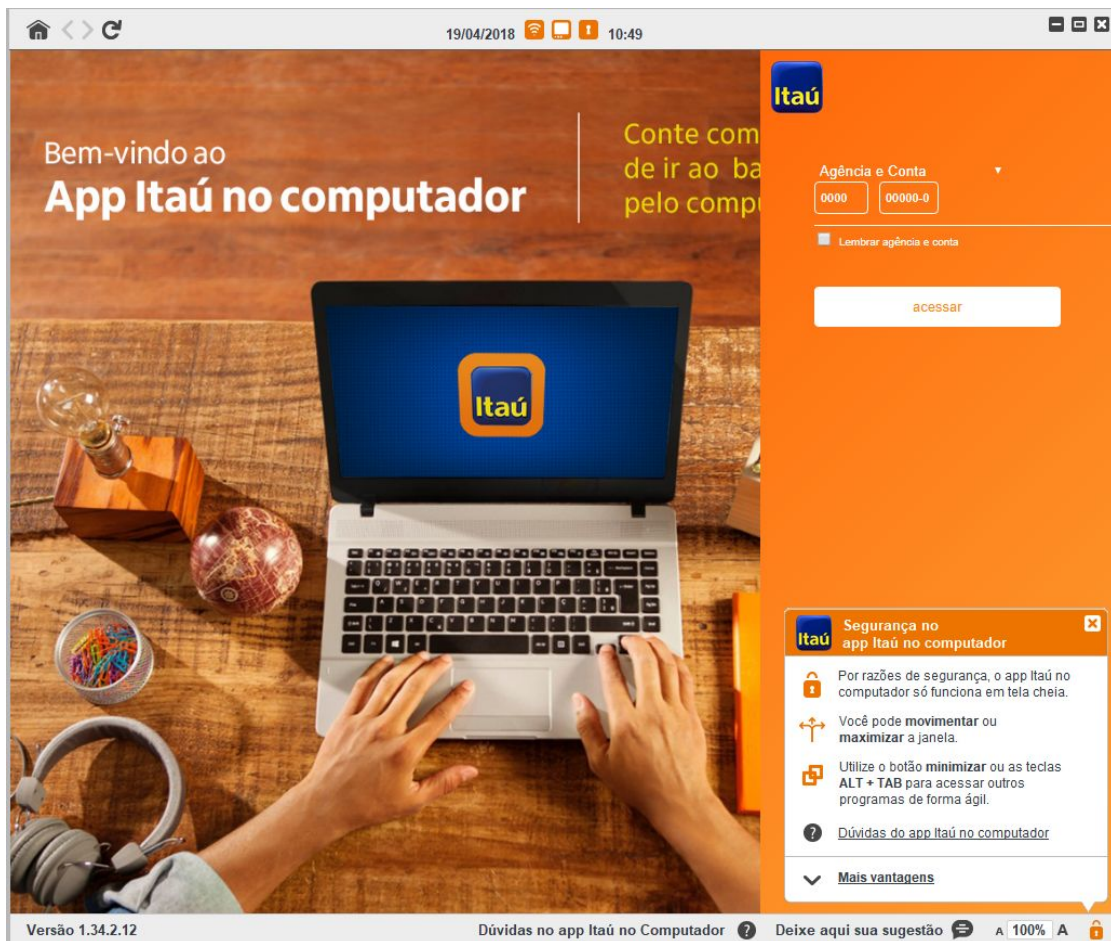 19/04/2018 10:49
Itaú
Bem-vindo ao
App Itaú no computador
Conte com
de ir ao ba
pelo comp
Agência e Conta
0000 00000-0
Lembrar agência e conta
acessar
Itaú
Itaú
Segurança no
app Itaú no computador
Por razões de segurança, o app Itaú no
computador só funciona em tela cheia.
Você pode movimentar ou
maximizar a janela.
Utilize o botão minimizar ou as teclas
ALT + TAB para acessar outros
programas de forma ágil.
Dúvidas do app Itaú no computador
Mais vantagens
Versão 1.34.2.12 Dúvidas no app Itaú no Computador ? Deixe aqui sua sugestão A 100% A